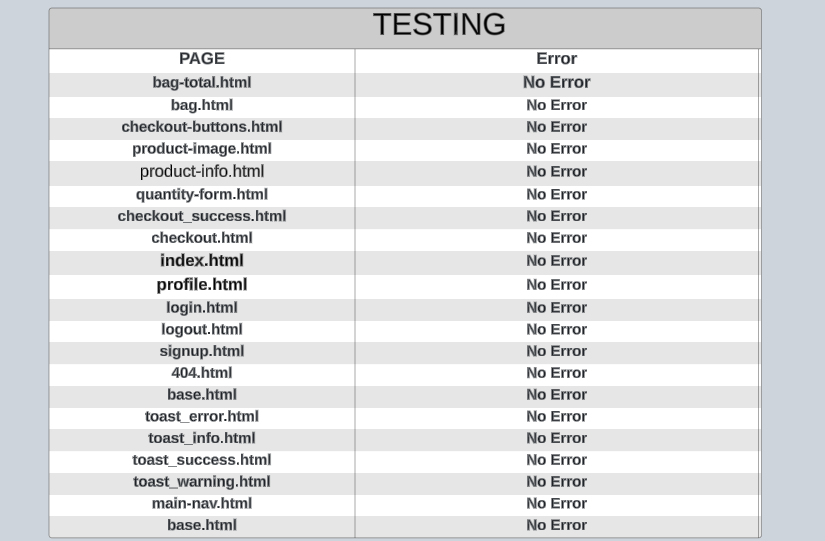 TESTING
PAGE Error
bag-total.html No Error
bag.html No Error
checkout-buttons.html No Error
product-image.html No Error
product-info.html No Error
quantity-form.html No Error
checkout_success.html No Error
checkout.html No Error
index.html No Error
profile.html No Error
login.html No Error
logout.html No Error
signup.html No Error
404.html No Error
base.html No Error
toast_error.html No Error
toast_info.html No Error
toast_success.html No Error
toast_warning.html No Error
main-nav.html No Error
base.html No Error